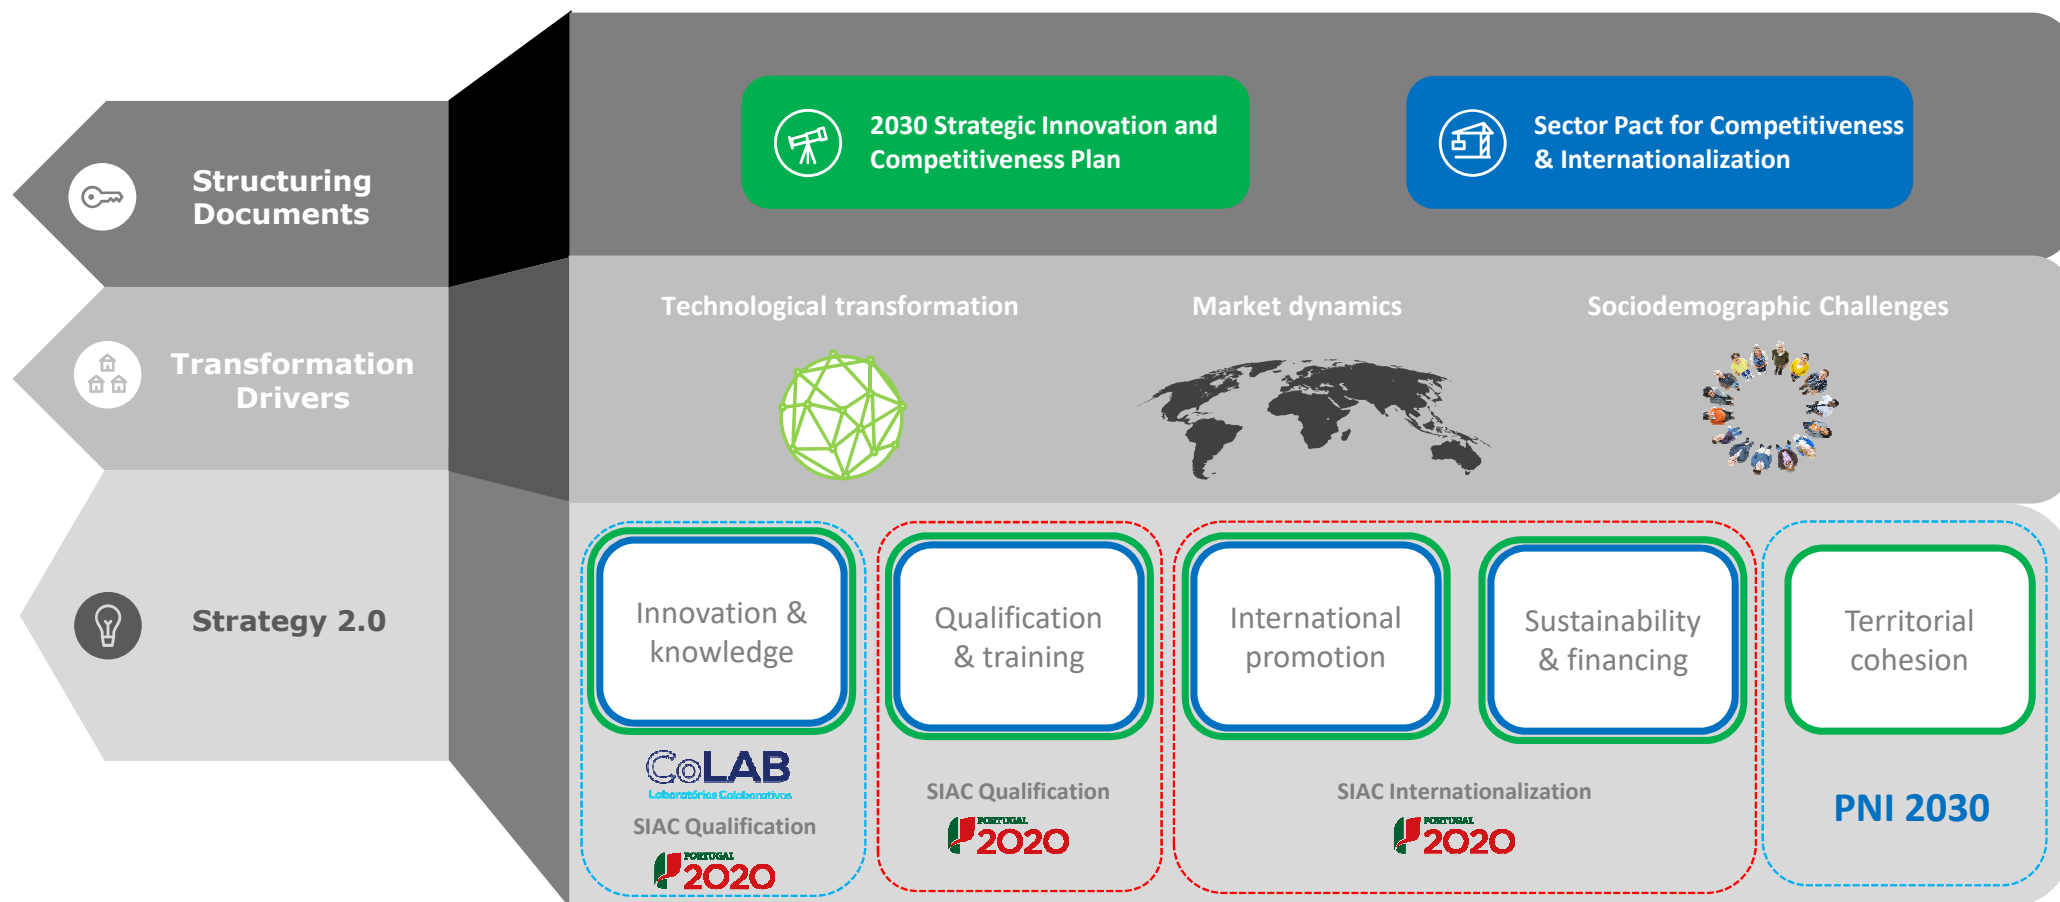 Structuring
Documents
2030 Strategic Innovation and
Competitiveness Plan
Sector Pact for Competitiveness
& Internationalization
Transformation
Drivers
Technological transformation
Market dynamics
Sociodemographic Challenges
Strategy 2.0
Innovation &
knowledge
Qualification
& training
International
promotion
Sustainability
& financing
Territorial
cohesion
CoLAB
Laboratórios Colaborativos
SIAC Qualification
PORTUGAL
2020
SIAC Qualification
PORTUGAL
2020
SIAC Internationalization
PORTUGAL
2020
PNI 2030